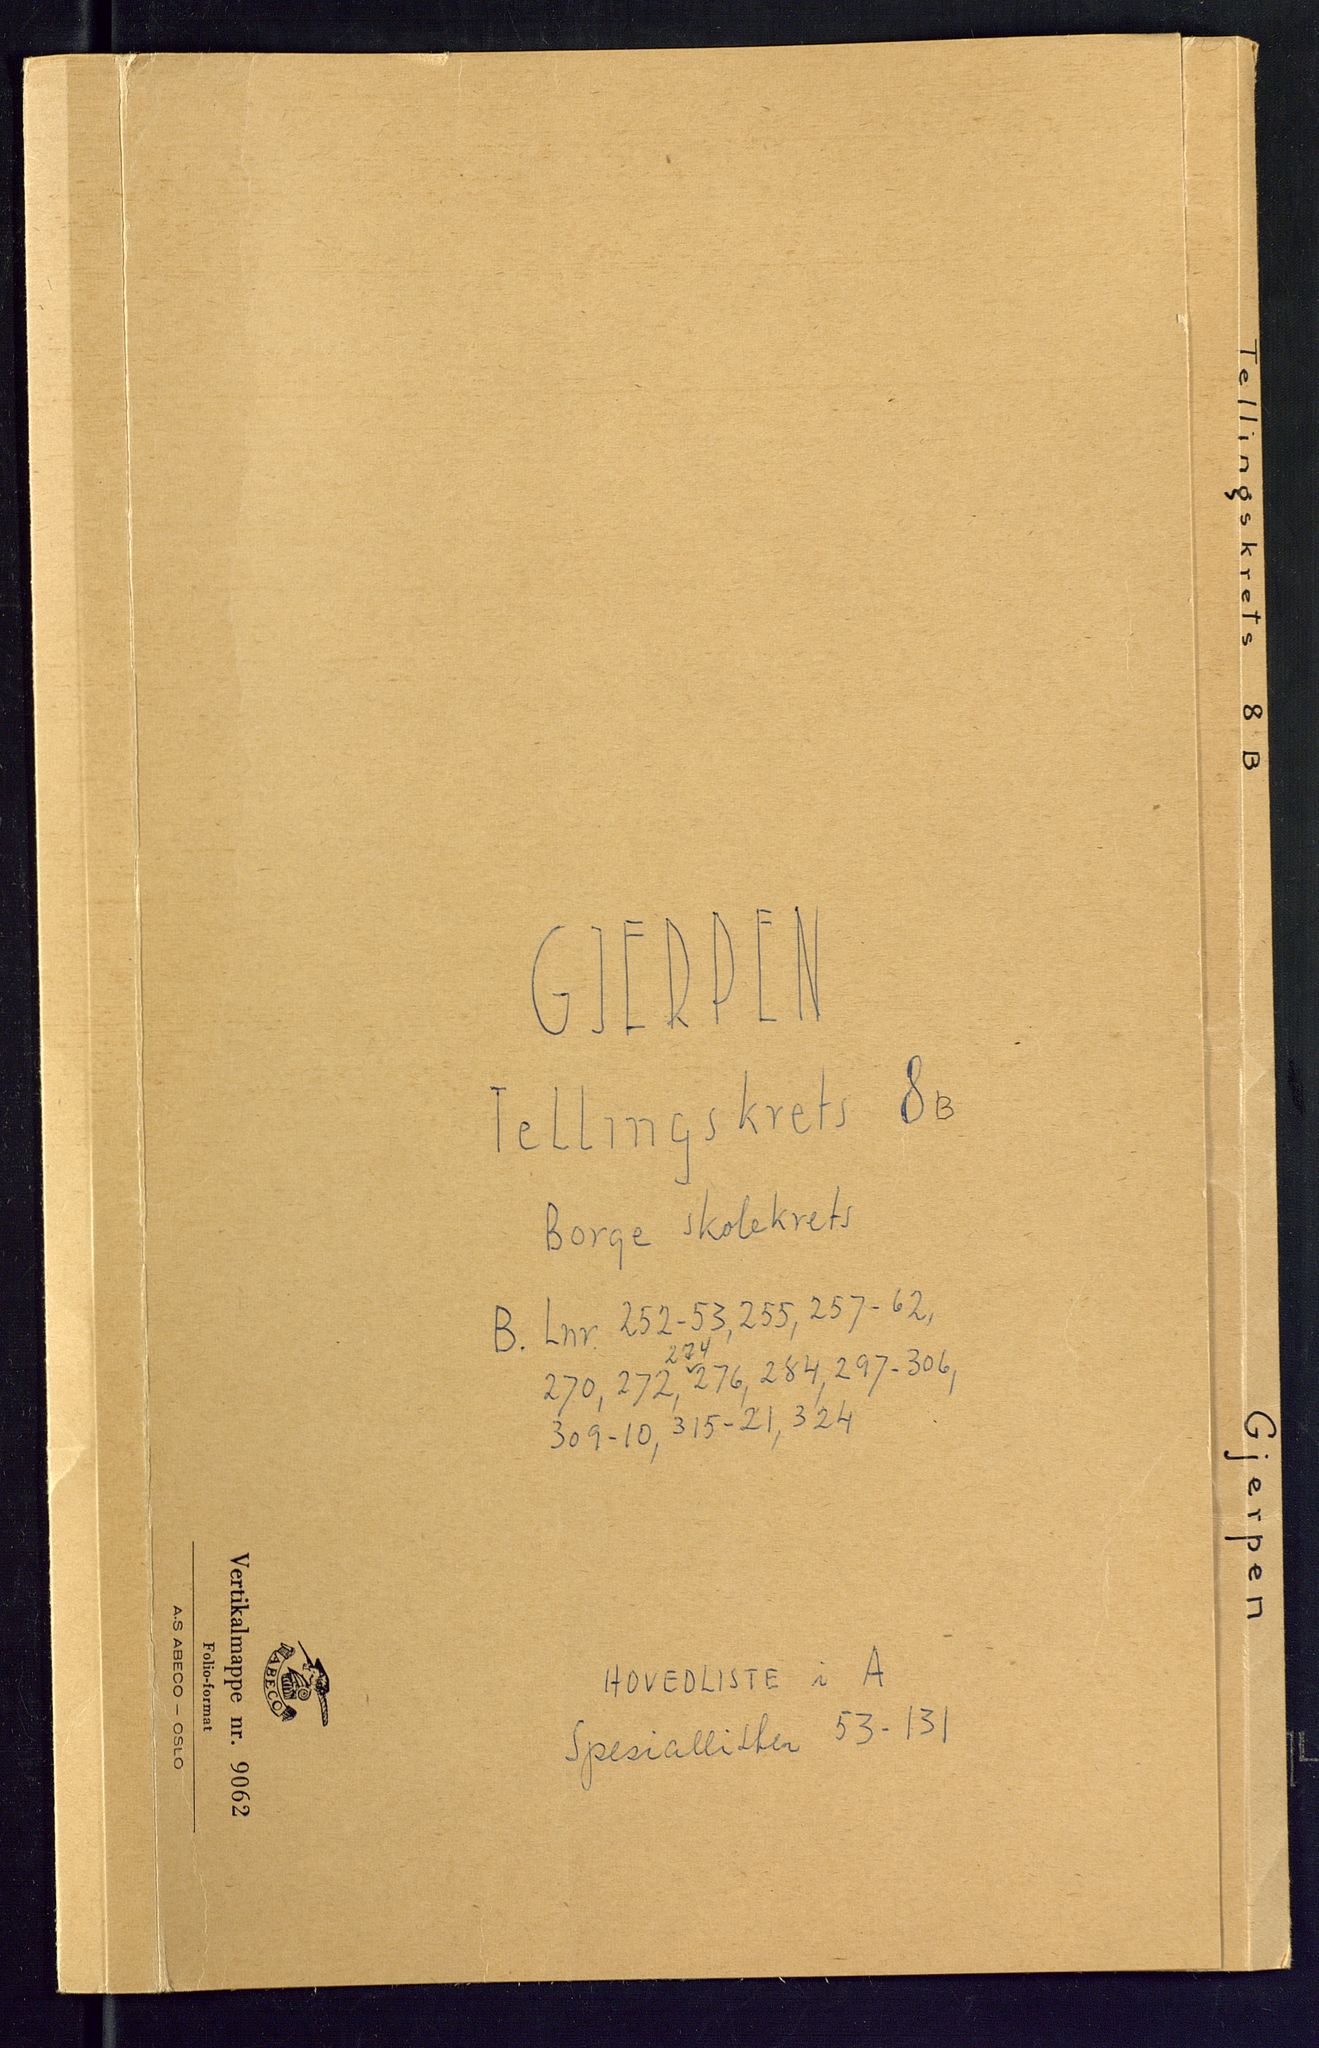 GJERPEN
Tellingskrets 8B
Borge skolekrets
B. Lnr. 252-53, 255, 257-62,
274
270, 272, 276, 284, 297-306,
309-10, 315-21, 324
HOVEDLISTE i A
Spesiallister 53-131
Tellingskrets 8B
Gjerpen
ABECO
Vertikalmappe nr. 9062
Folio-format
A.S ABECO – OSLO